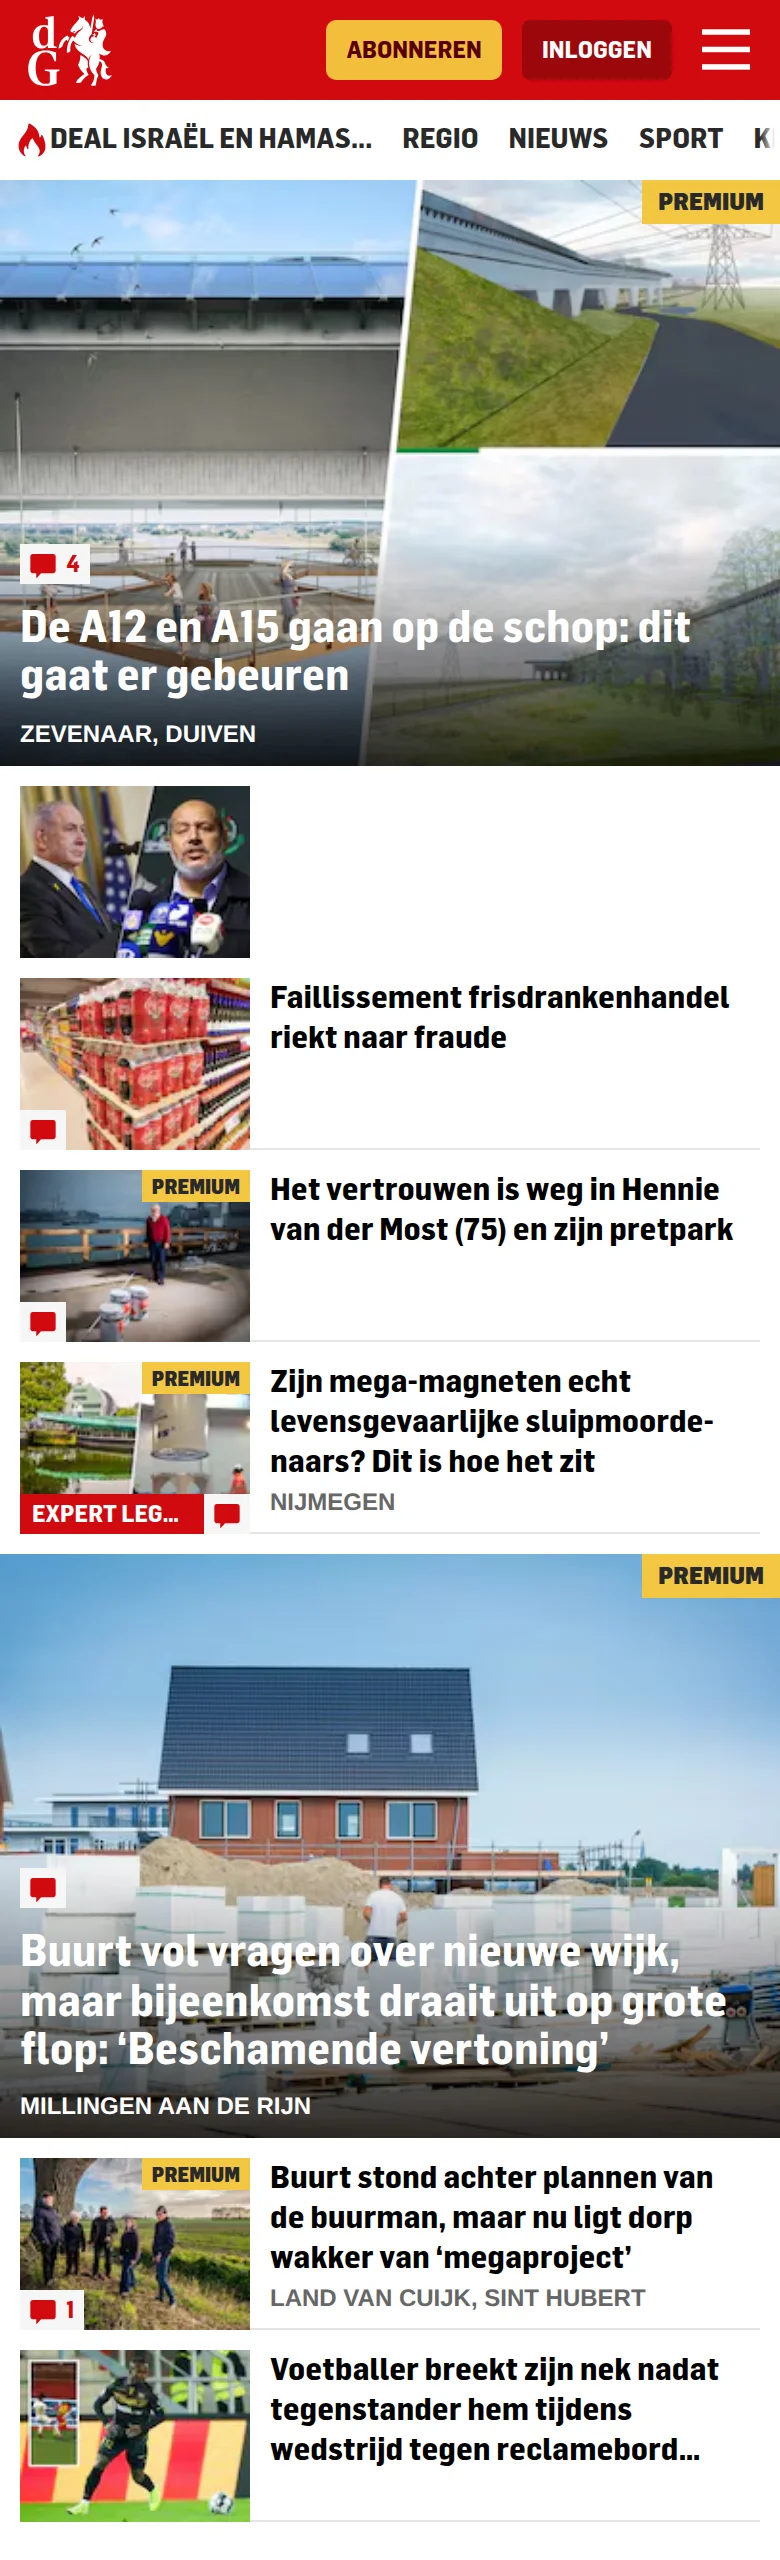 dG
ABONNEREN
INLOGGEN
DEAL ISRAËL EN HAMAS...
REGIO
NIEUWS
SPORT
PREMIUM
4
De A12 en A15 gaan op de schop: dit
gaat er gebeuren
ZEVENAAR, DUIVEN
Faillissement frisdrankenhandel
riekt naar fraude
PREMIUM
Het vertrouwen is weg in Hennie
van der Most (75) en zijn pretpark
PREMIUM
EXPERT LEG...
Zijn mega-magneten echt
levensgevaarlijke sluipmoorde-
naars? Dit is hoe het zit
NIJMEGEN
PREMIUM
Buurt vol vragen over nieuwe wijk,
maar bijeenkomst draait uit op grote
flop: ‘Beschamende vertoning’
MILLINGEN AAN DE RIJN
PREMIUM
1
Buurt stond achter plannen van
de buurman, maar nu ligt dorp
wakker van ‘megaproject’
LAND VAN CUIJK, SINT HUBERT
Voetballer breekt zijn nek nadat
tegenstander hem tijdens
wedstrijd tegen reclamebord...